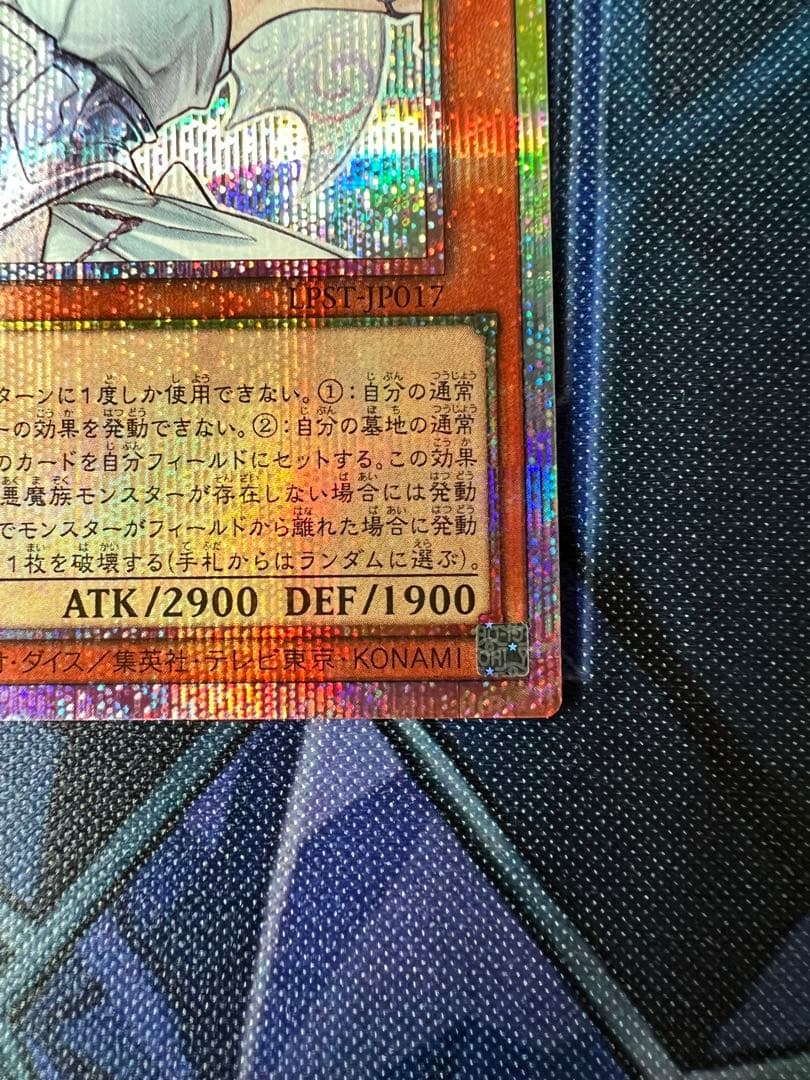 LPST-JP017
ターンに1度しか使用できない。①:自分の通常
ーの効果を発動できない。②:自分の墓地の通常
のカードを自分フィールドにセットする。この効果
悪魔族モンスターが存在しない場合には発動
でモンスターがフィールドから離れた場合に発動
1枚を破壊する(手札からはランダムに選ぶ)。
ATK/2900 DEF/1900
・ダイス/集英社・テレビ東京・KONAMI